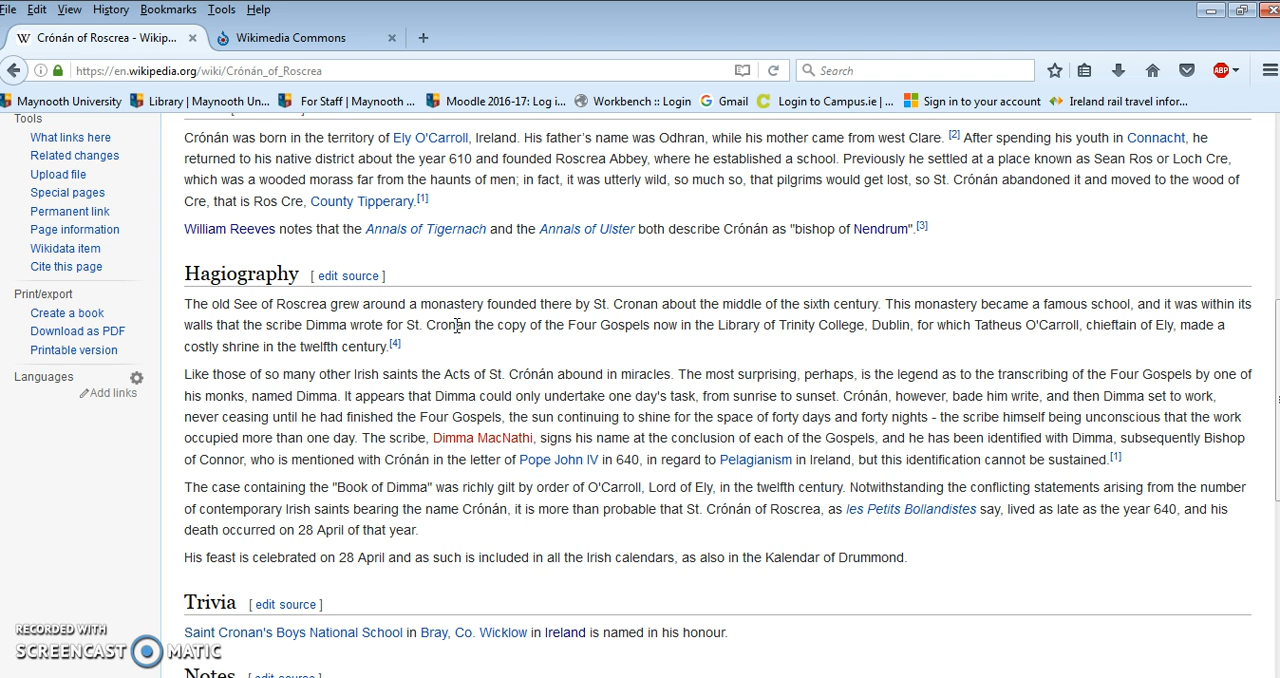 File Edit View History Bookmarks Tools Help
W Crónán of Roscrea - Wikip... × Wikimedia Commons × +
https://en.wikipedia.org/wiki/Crónán_of_Roscrea Search ABP
Maynooth University Library | Maynooth Un... For Staff | Maynooth ... Moodle 2016-17: Log i... Workbench:: Login Gmail Login to Campus.ie | ... Sign in to your account Ireland rail travel infor...
Tools
What links here
Related changes
Upload file
Special pages
Permanent link
Page information
Wikidata item
Cite this page
Print/export
Create a book
Download as PDF
Printable version
Languages
Add links
Crónán was born in the territory of Ely O'Carroll, Ireland. His father's name was Odhran, while his mother came from west Clare. [2] After spending his youth in Connacht, he
returned to his native district about the year 610 and founded Roscrea Abbey, where he established a school. Previously he settled at a place known as Sean Ros or Loch Cre,
which was a wooded morass far from the haunts of men; in fact, it was utterly wild, so much so, that pilgrims would get lost, so St. Crónán abandoned it and moved to the wood of
Cre, that is Ros Cre, County Tipperary.[1]
William Reeves notes that the Annals of Tigernach and the Annals of Ulster both describe Crónán as "bishop of Nendrum".[3]
Hagiography [ edit source ]
The old See of Roscrea grew around a monastery founded there by St. Cronan about the middle of the sixth century. This monastery became a famous school, and it was within its
walls that the scribe Dimma wrote for St. Cronan the copy of the Four Gospels now in the Library of Trinity College, Dublin, for which Tatheus O'Carroll, chieftain of Ely, made a
costly shrine in the twelfth century.[4]
Like those of so many other Irish saints the Acts of St. Crónán abound in miracles. The most surprising, perhaps, is the legend as to the transcribing of the Four Gospels by one of
his monks, named Dimma. It appears that Dimma could only undertake one day's task, from sunrise to sunset. Crónán, however, bade him write, and then Dimma set to work,
never ceasing until he had finished the Four Gospels, the sun continuing to shine for the space of forty days and forty nights - the scribe himself being unconscious that the work
occupied more than one day. The scribe, Dimma MacNathi, signs his name at the conclusion of each of the Gospels, and he has been identified with Dimma, subsequently Bishop
of Connor, who is mentioned with Crónán in the letter of Pope John IV in 640, in regard to Pelagianism in Ireland, but this identification cannot be sustained.[1]
The case containing the "Book of Dimma" was richly gilt by order of O'Carroll, Lord of Ely, in the twelfth century. Notwithstanding the conflicting statements arising from the number
of contemporary Irish saints bearing the name Crónán, it is more than probable that St. Crónán of Roscrea, as les Petits Bollandistes say, lived as late as the year 640, and his
death occurred on 28 April of that year.
His feast is celebrated on 28 April and as such is included in all the Irish calendars, as also in the Kalendar of Drummond.
Trivia [ edit source ]
Saint Cronan's Boys National School in Bray, Co. Wicklow in Ireland is named in his honour.
Notes [ edit source ]
RECORDED WITH
SCREENCAST MATIC